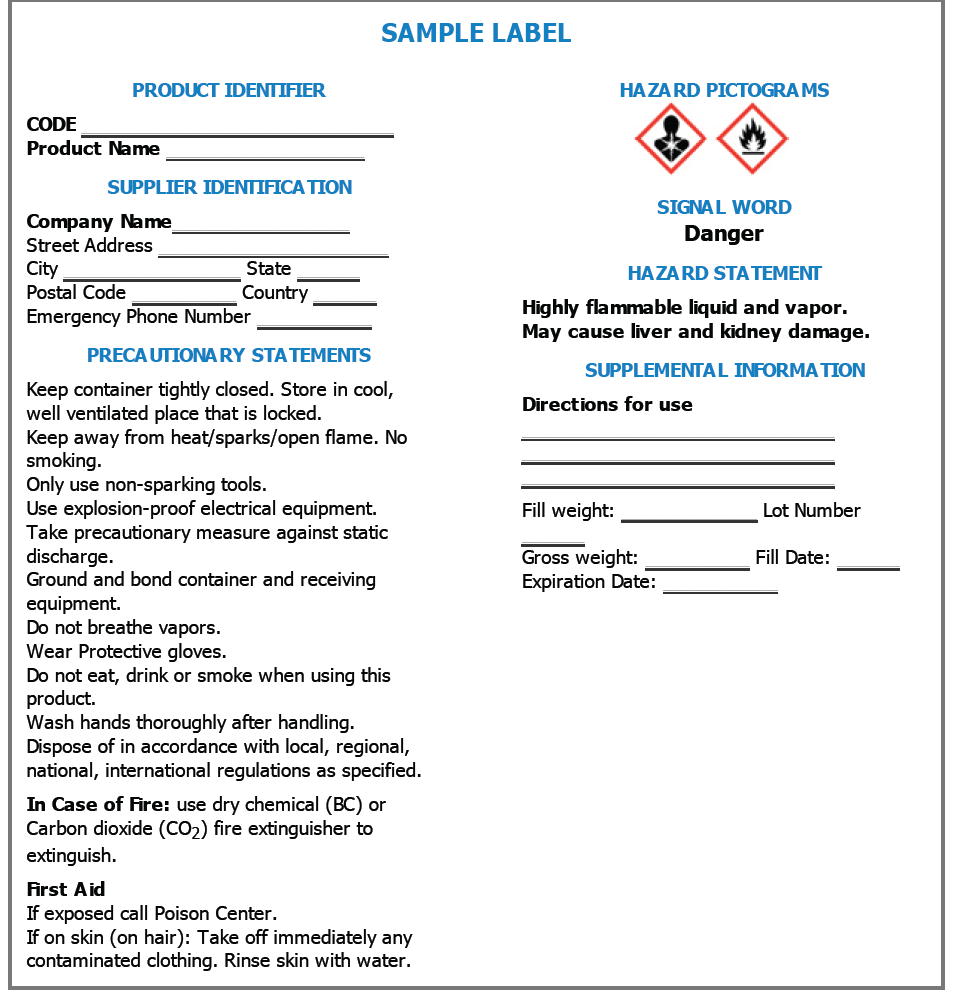 SAMPLE LABEL
PRODUCT IDENTIFIER
CODE
Product Name
SUPPLIER IDENTIFICATION
Company Name
Street Address
City State
Postal Code Country
Emergency Phone Number
PRECAUTIONARY STATEMENTS
Keep container tightly closed. Store in cool,
well ventilated place that is locked.
Keep away from heat/sparks/open flame. No
smoking.
Only use non-sparking tools.
Use explosion-proof electrical equipment.
Take precautionary measure against static
discharge.
Ground and bond container and receiving
equipment.
Do not breathe vapors.
Wear Protective gloves.
Do not eat, drink or smoke when using this
product.
Wash hands thoroughly after handling.
Dispose of in accordance with local, regional,
national, international regulations as specified.
In Case of Fire: use dry chemical (BC) or
Carbon dioxide (CO₂) fire extinguisher to
extinguish.
First Aid
If exposed call Poison Center.
If on skin (on hair): Take off immediately any
contaminated clothing. Rinse skin with water.
HAZARD PICTOGRAMS
SIGNAL WORD
Danger
HAZARD STATEMENT
Highly flammable liquid and vapor.
May cause liver and kidney damage.
SUPPLEMENTAL INFORMATION
Directions for use
Fill weight: Lot Number
Gross weight: Fill Date:
Expiration Date: